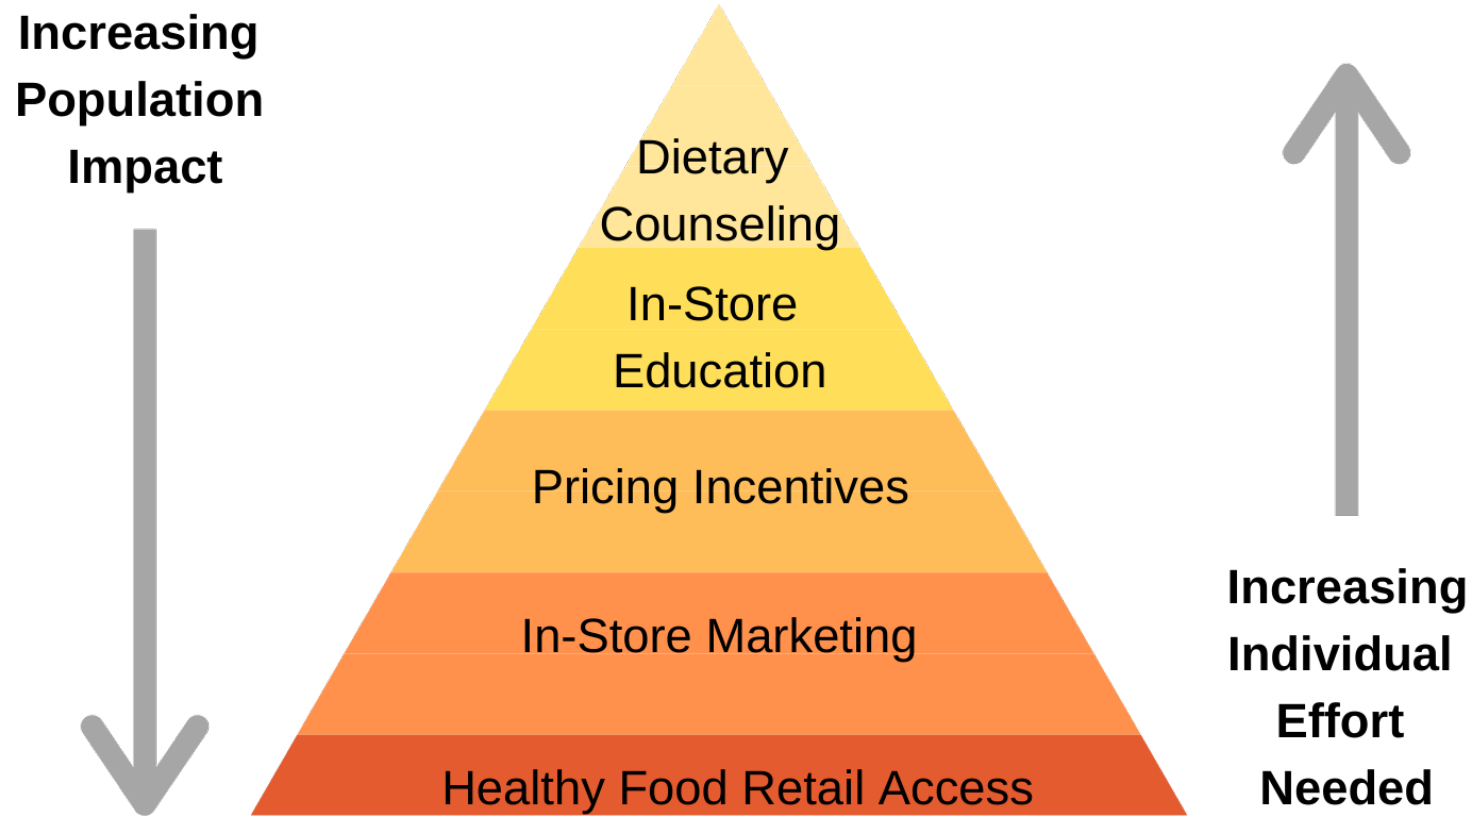 Increasing
Population
Impact
Dietary
Counseling
In-Store
Education
Pricing Incentives
In-Store Marketing
Healthy Food Retail Access
Increasing
Individual
Effort
Needed